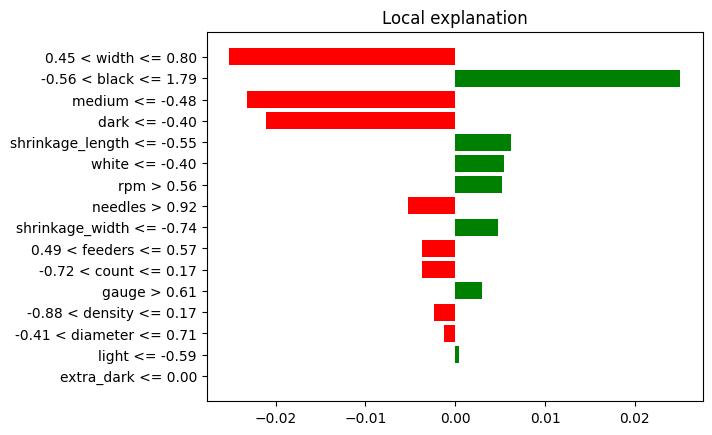 Local explanation
0.45 < width <= 0.80
-0.56 < black <= 1.79
medium <= -0.48
dark <= -0.40
shrinkage_length <= -0.55
white <= -0.40
rpm > 0.56
needles > 0.92
shrinkage_width <= -0.74
0.49 < feeders <= 0.57
-0.72 < count <= 0.17
gauge > 0.61
-0.88 < density <= 0.17
-0.41 < diameter <= 0.71
light <= -0.59
extra_dark <= 0.00
−0.02 −0.01 0.00 0.01 0.02